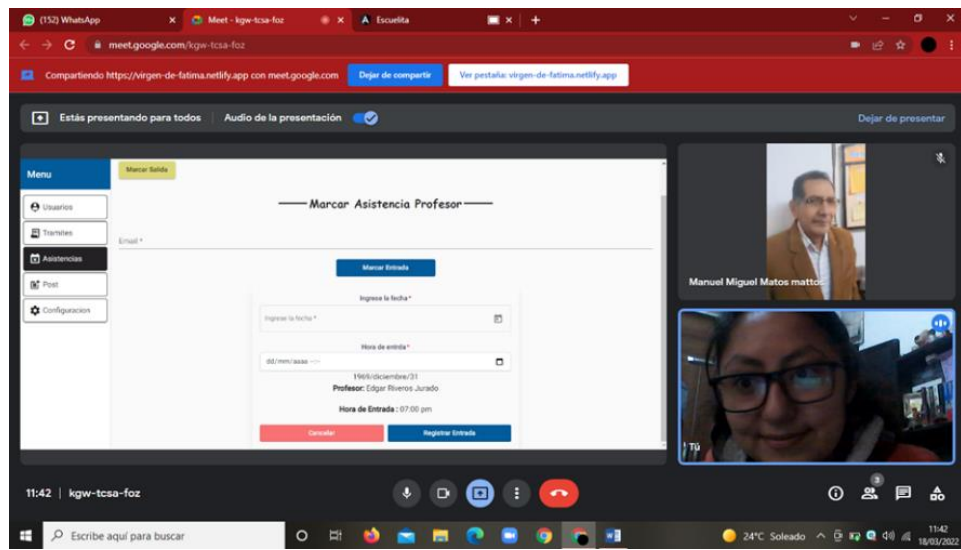 (152) WhatsApp
Meet - kgw-tcsa-foz
Escuelita
meet.google.com/kgw-tcsa-foz
Compartiendo https://virgen-de-fatima.netlify.app con meet.google.com
Dejar de compartir
Ver pestaña: virgen-de-fatima.netlify.app
Estás presentando para todos
Audio de la presentación
Dejar de presentar
Menu
Marcar Salida
Usuarios
Tramites
Asistencias
Post
Configuracion
Marcar Asistencia Profesor
Email *
Marcar Entrada
Ingrese la fecha *
Ingrese la fecha *
Hora de entrda *
dd/mm/aaaa --:--
1969/diciembre/31
Profesor: Edgar Riveros Jurado
Hora de Entrada : 07:00 pm
Cancelar
Registrar Entrada
Manuel Miguel Matos mattos
Tú
11:42 | kgw-tcsa-foz
3
Escribe aquí para buscar
24°C Soleado
11:42
18/03/2022